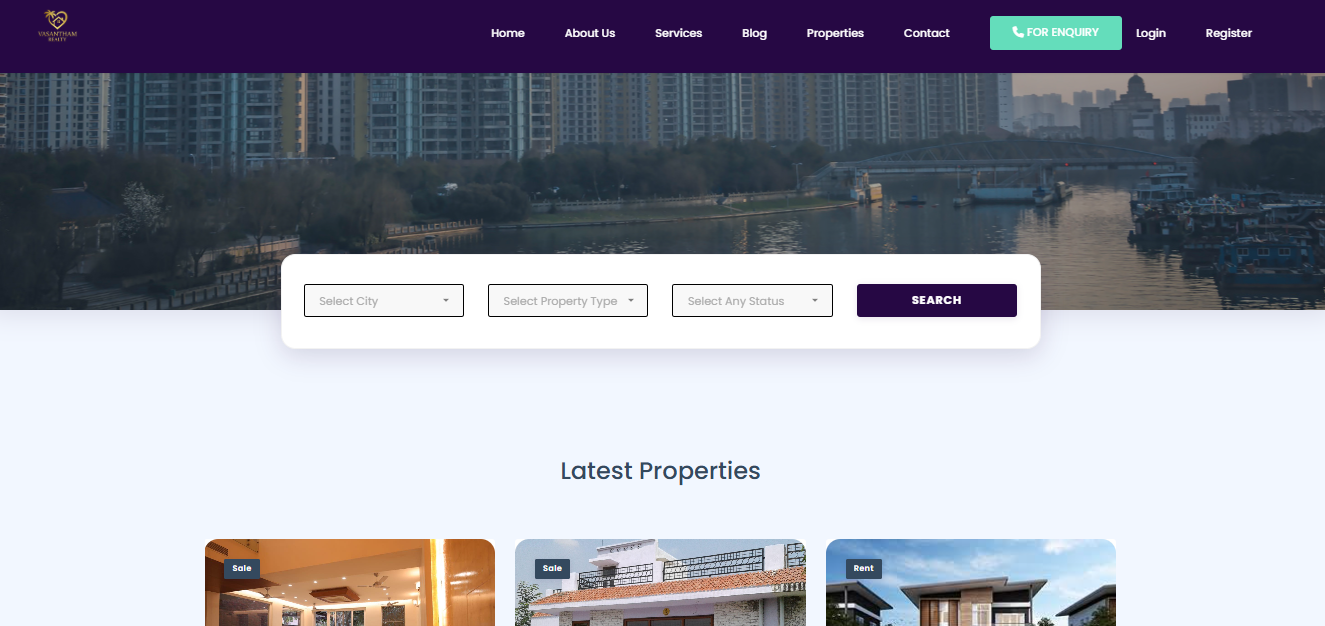 VASANTHAM
REALTY
Home About Us Services Blog Properties Contact FOR ENQUIRY Login Register
Select City Select Property Type Select Any Status SEARCH
Latest Properties
Sale Sale Rent